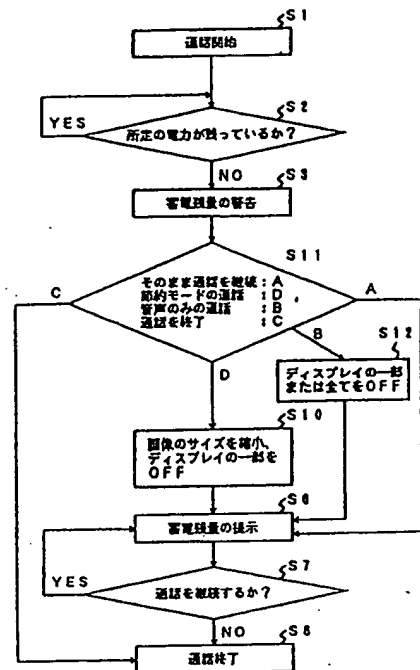 S1
通話開始
S2
YES
所定の電力が残っているか?
NO
S3
蓄電残量の警告
S11
そのまま通話を継続:A
節約モードの通話 :D
音声のみの通話 :B
通話を終了 :C
C
A
B
D
S12
ディスプレイの一部
または全てをOFF
S10
画像のサイズを縮小、
ディスプレイの一部を
OFF
S6
蓄電残量の提示
S7
YES
通話を継続するか?
NO
S8
通話終了